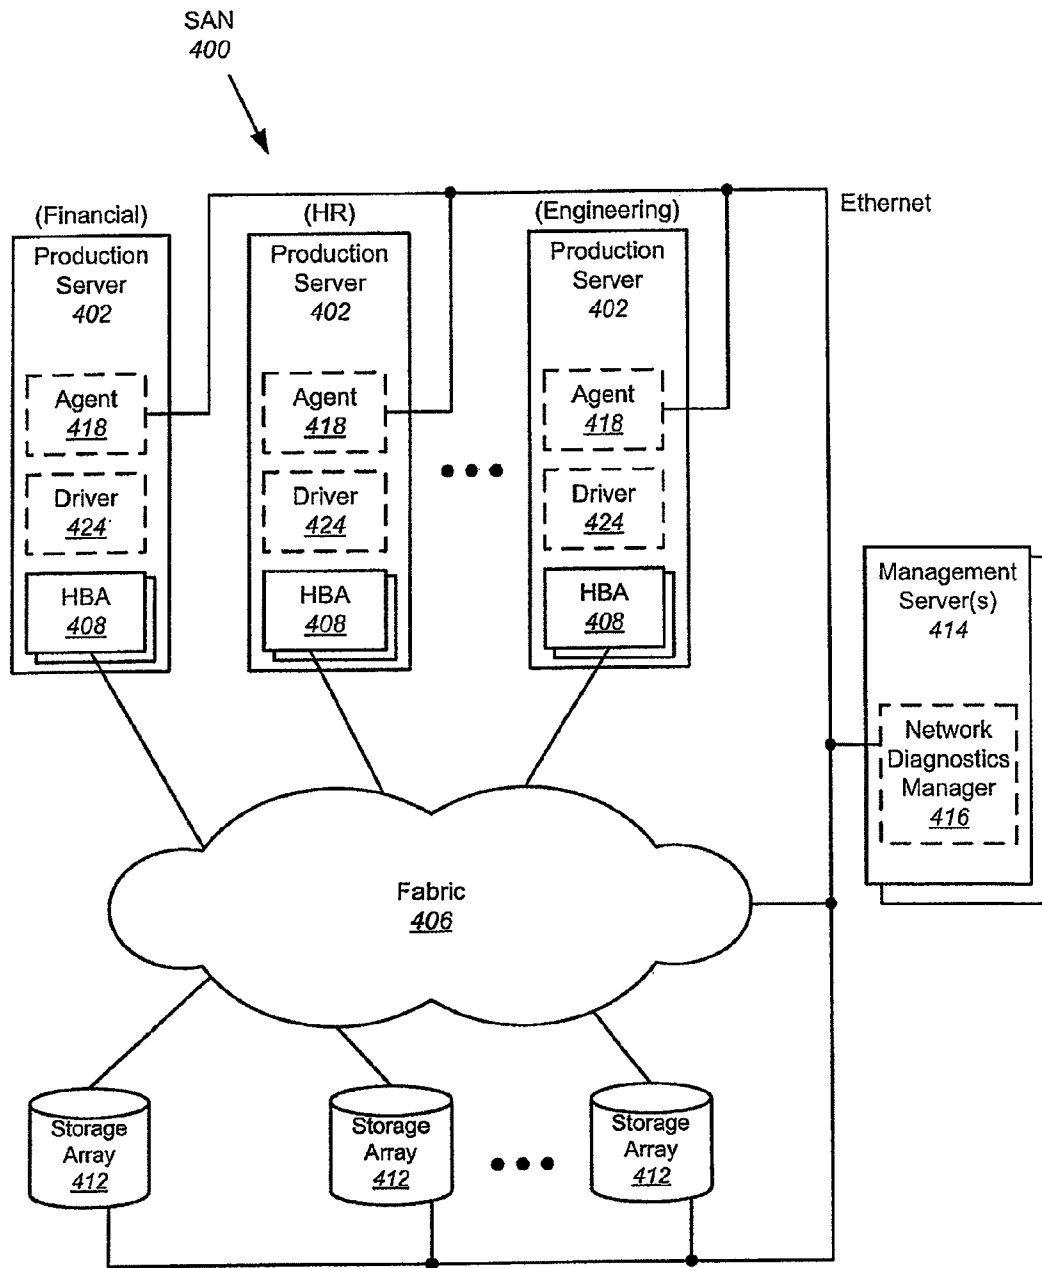 SAN
400
Ethernet
(Financial)
Production
Server
402
Agent
418
Driver
424
HBA
408
(HR)
Production
Server
402
Agent
418
Driver
424
HBA
408
(Engineering)
Production
Server
402
Agent
418
Driver
424
HBA
408
Management
Server(s)
414
Network
Diagnostics
Manager
416
Fabric
406
Storage
Array
412
Storage
Array
412
Storage
Array
412